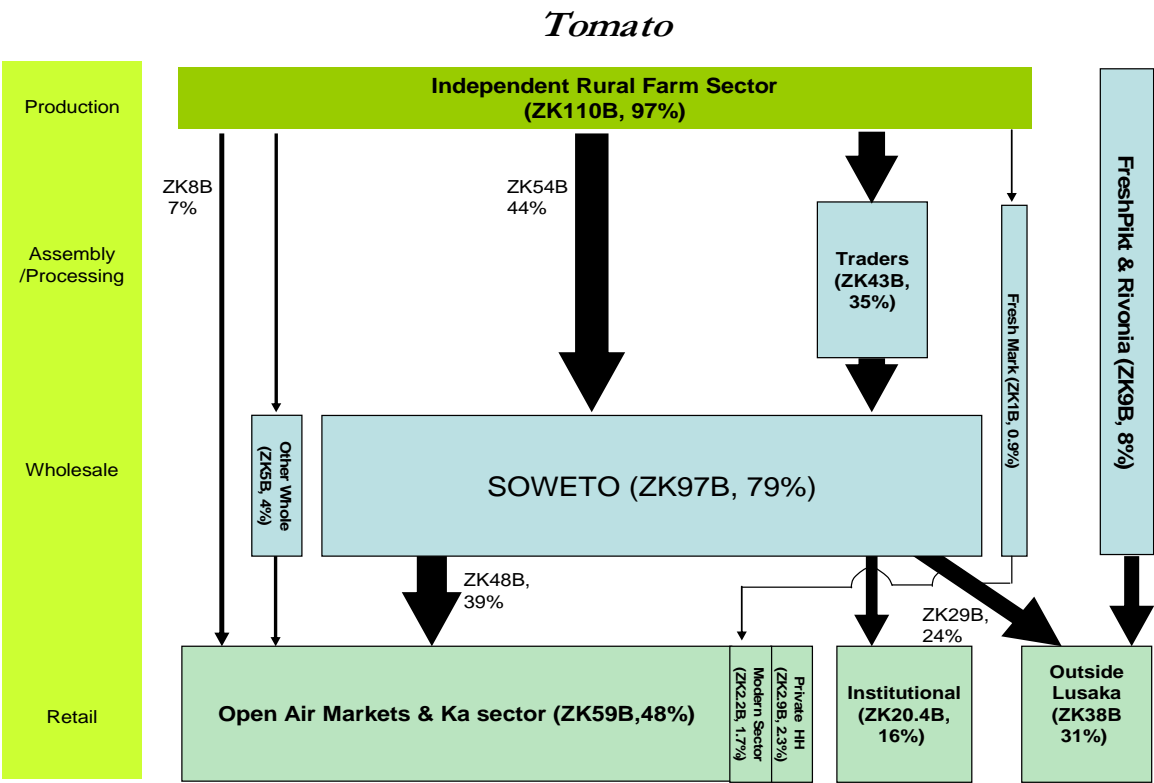 Tomato
Production
Independent Rural Farm Sector
(ZK110B, 97%)
ZK8B
7%
ZK54B
44%
Assembly
/Processing
Traders
(ZK43B,
35%)
Fresh Mark (ZK1B, 0.9%)
FreshPikt & Rivonia (ZK9B, 8%)
Wholesale
Other Whole
(ZK5B, 4%)
SOWETO (ZK97B, 79%)
ZK48B,
39%
ZK29B,
24%
Retail
Open Air Markets & Ka sector (ZK59B,48%)
Modern Sector
(ZK2.2B, 1.7%)
Private HH
(ZK2.9B, 2.3%)
Institutional
(ZK20.4B,
16%)
Outside
Lusaka
(ZK38B
31%)